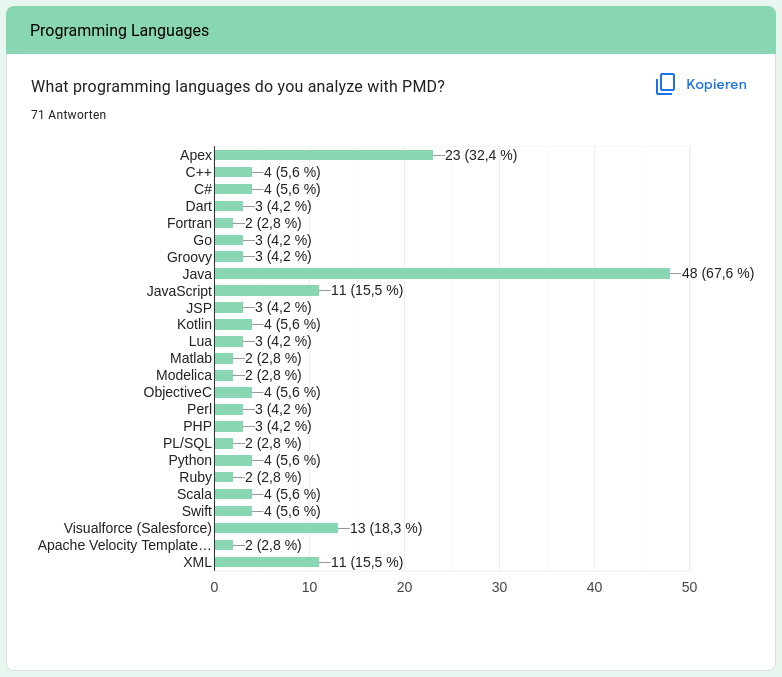 Programming Languages
What programming languages do you analyze with PMD?
Kopieren
71 Antworten
Apex 23 (32,4 %)
C++ 4 (5,6 %)
C# 4 (5,6 %)
Dart 3 (4,2 %)
Fortran 2 (2,8 %)
Go 3 (4,2 %)
Groovy 3 (4,2 %)
Java 48 (67,6 %)
JavaScript 11 (15,5 %)
JSP 3 (4,2 %)
Kotlin 4 (5,6 %)
Lua 3 (4,2 %)
Matlab 2 (2,8 %)
Modelica 2 (2,8 %)
ObjectiveC 4 (5,6 %)
Perl 3 (4,2 %)
PHP 3 (4,2 %)
PL/SQL 2 (2,8 %)
Python 4 (5,6 %)
Ruby 2 (2,8 %)
Scala 4 (5,6 %)
Swift 4 (5,6 %)
Visualforce (Salesforce) 13 (18,3 %)
Apache Velocity Template… 2 (2,8 %)
XML 11 (15,5 %)
0 10 20 30 40 50